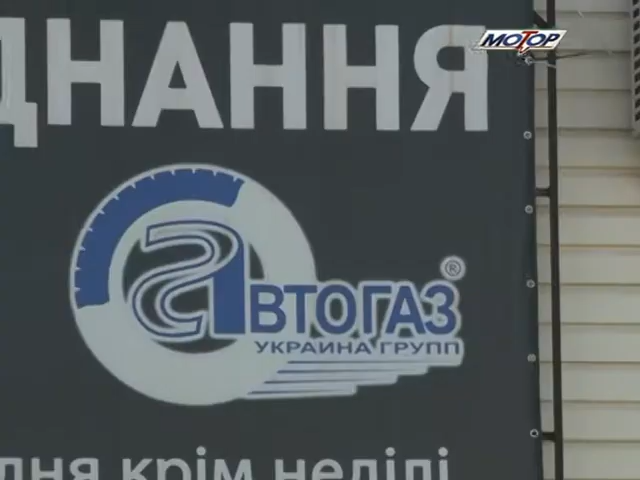 МОТОР
ДНАННЯ
АВТОГАЗ®
УКРАИНА ГРУПП
дня крім неділі